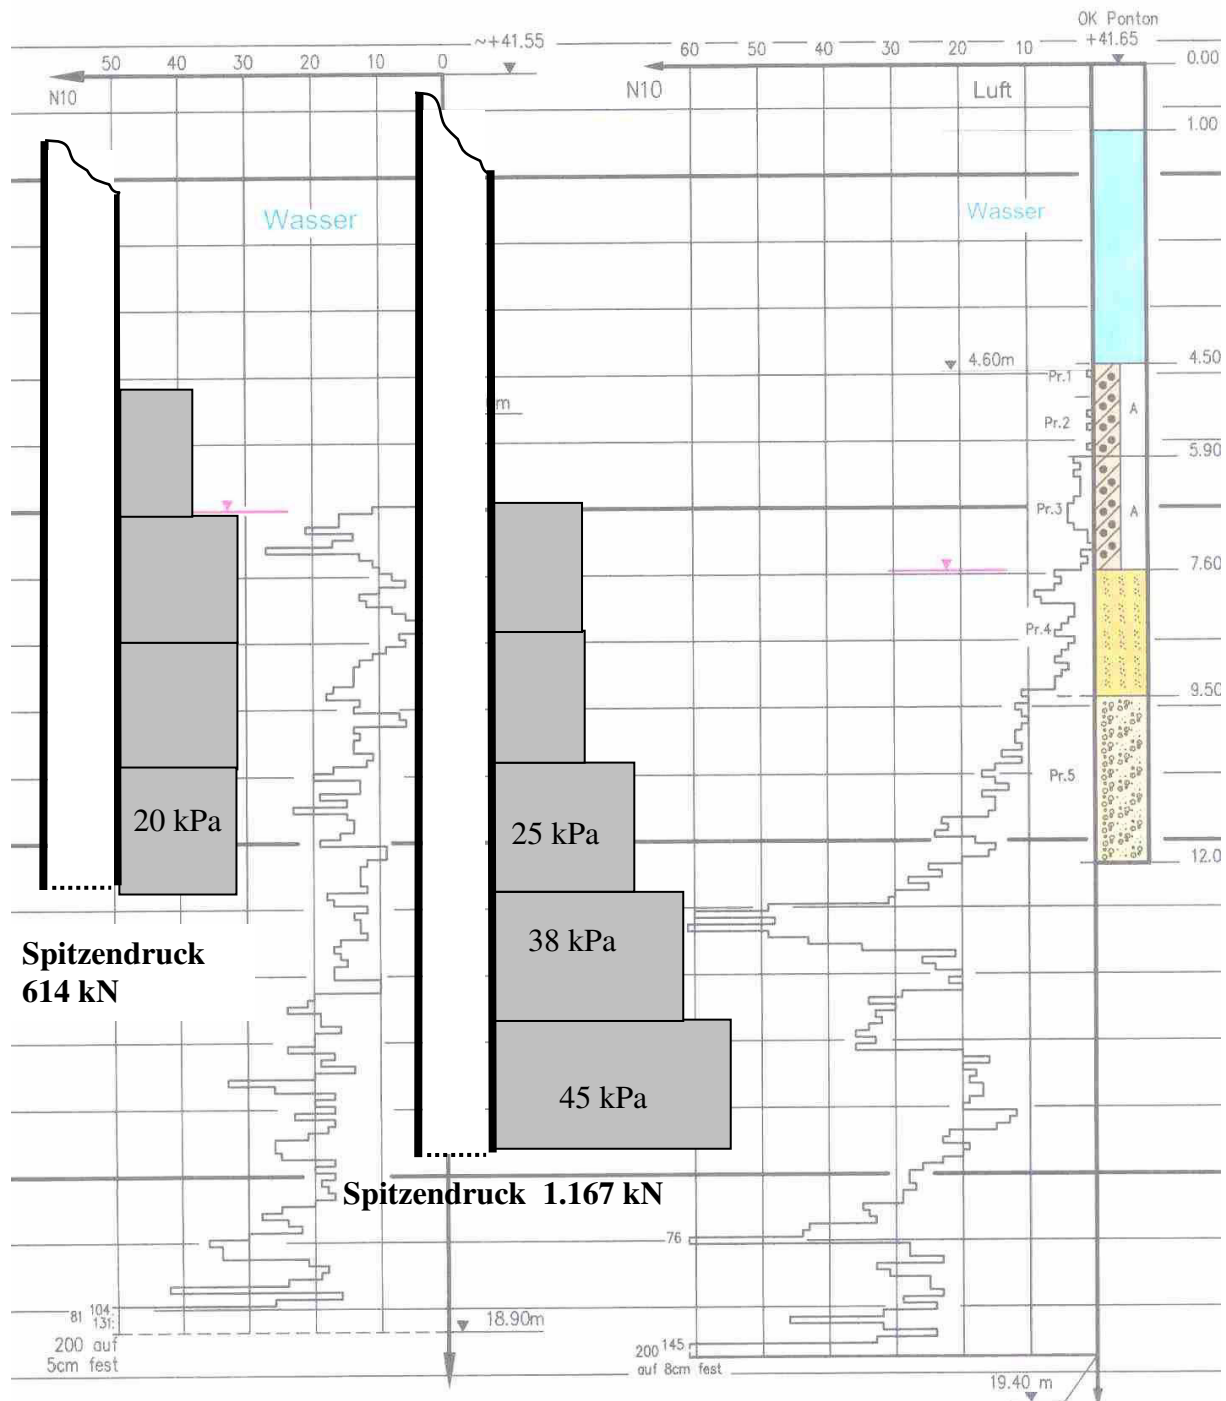 OK Ponton
~+41.55
+41.65
50 40 30 20 10 0
60 50 40 30 20 10
0.00
N10
N10
Luft
1.00
Wasser
Wasser
4.60m
4.50
Pr.1
A
m
Pr.2
5.90
Pr.3
A
7.60
Pr.4
9.50
Pr.5
20 kPa
25 kPa
12.0
38 kPa
Spitzendruck
614 kN
45 kPa
Spitzendruck 1.167 kN
76
81 104
131:
18.90m
200 auf
5cm fest
200 145
auf 8cm fest
19.40 m